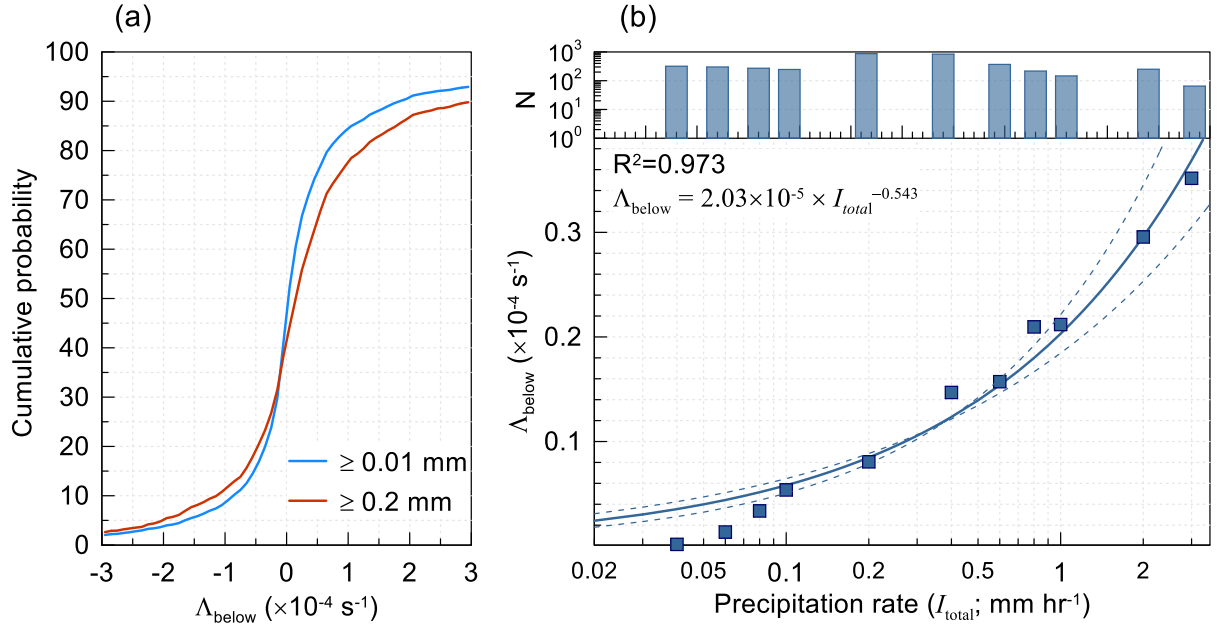 (a)
100
90
80
70
60
50
40
30
20
10
0
Cumulative probability
≥ 0.01 mm
≥ 0.2 mm
-3 -2 -1 0 1 2 3
Λbelow (×10⁻⁴ s⁻¹)
(b)
10³
10²
10¹
10⁰
N
R²=0.973
Λbelow = 2.03×10⁻⁵ × Itotal⁻⁰·⁵⁴³
0.3
0.2
0.1
Λbelow (×10⁻⁴ s⁻¹)
0.02 0.05 0.1 0.2 0.5 1 2
Precipitation rate (Itotal; mm hr⁻¹)